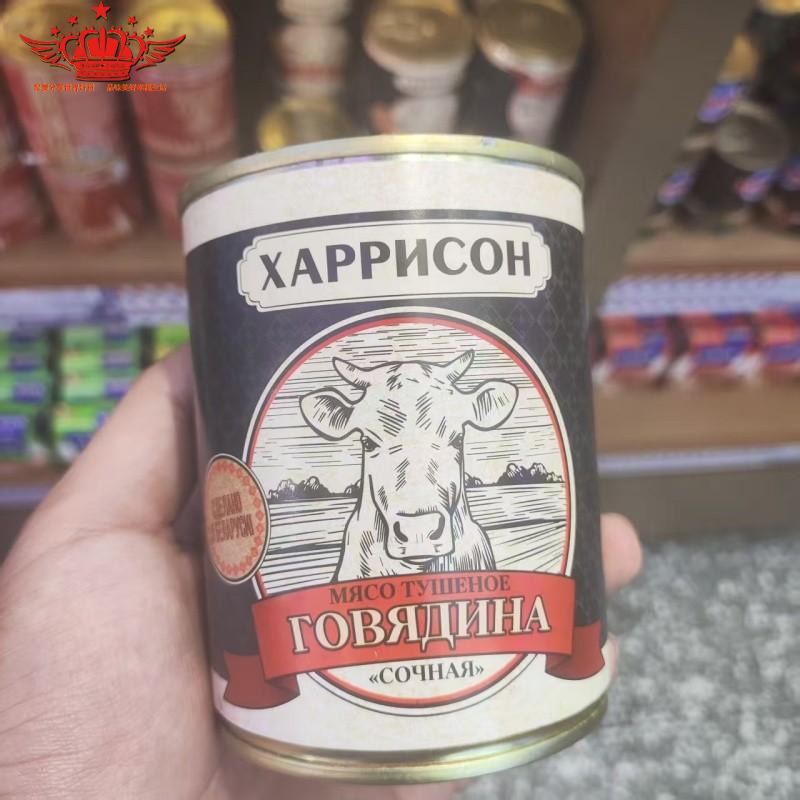 ХАРРИСОН
СДЕЛАНО
В БЕЛАРУСИ
МЯСО ТУШЕНОЕ
ГОВЯДИНА
«СОЧНАЯ»